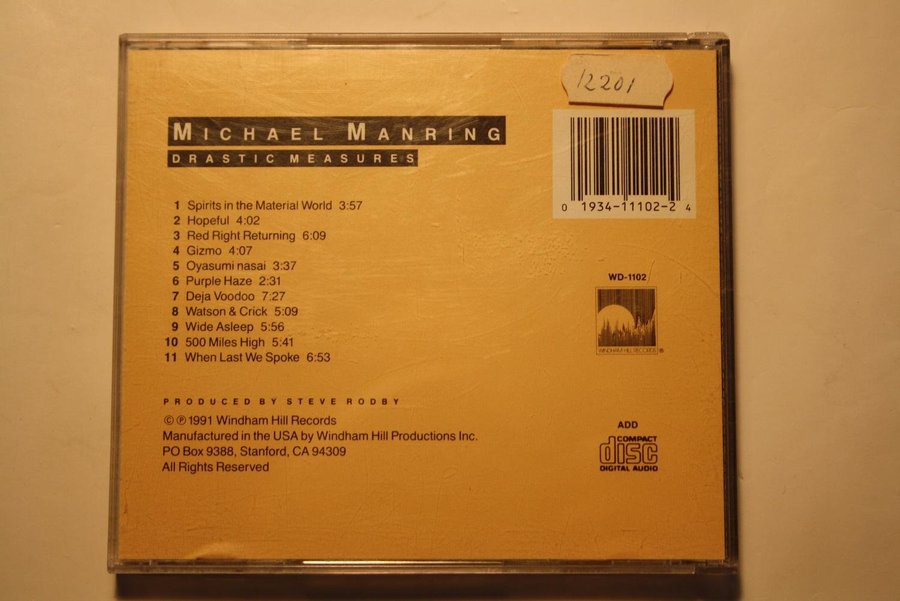 12201
MICHAEL MANRING
DRASTIC MEASURES
0 1934-11102-2 4
1 Spirits in the Material World 3:57
2 Hopeful 4:02
3 Red Right Returning 6:09
4 Gizmo 4:07
5 Oyasumi nasai 3:37
6 Purple Haze 2:31
7 Deja Voodoo 7:27
8 Watson & Crick 5:09
9 Wide Asleep 5:56
10 500 Miles High 5:41
11 When Last We Spoke 6:53
WD-1102
WINDHAM HILL RECORDS ®
PRODUCED BY STEVE RODBY
© ℗ 1991 Windham Hill Records
Manufactured in the USA by Windham Hill Productions Inc.
PO Box 9388, Stanford, CA 94309
All Rights Reserved
ADD
COMPACT
disc
DIGITAL AUDIO